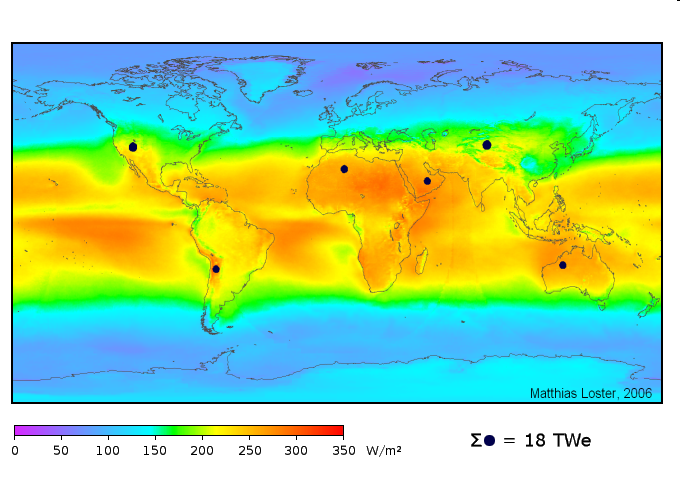 Matthias Loster, 2006
0 50 100 150 200 250 300 350 W/m²
Σ● = 18 TWe